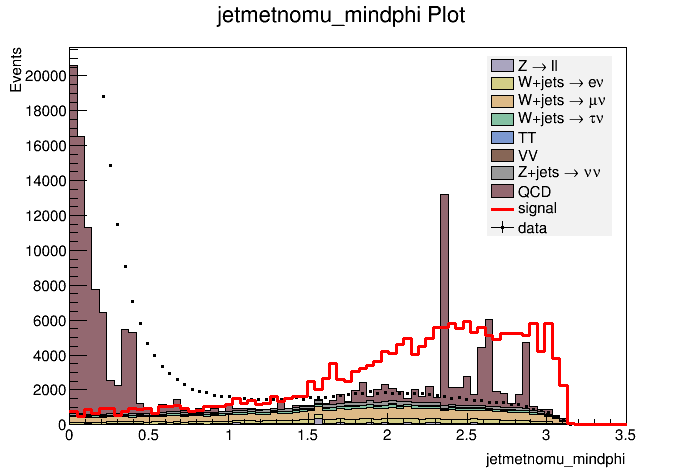 jetmetnomu_mindphi Plot
Events
20000
18000
16000
14000
12000
10000
8000
6000
4000
2000
0
Z → ll
W+jets → eν
W+jets → μν
W+jets → τν
TT
VV
Z+jets → νν
QCD
signal
data
0 0.5 1 1.5 2 2.5 3 3.5
jetmetnomu_mindphi